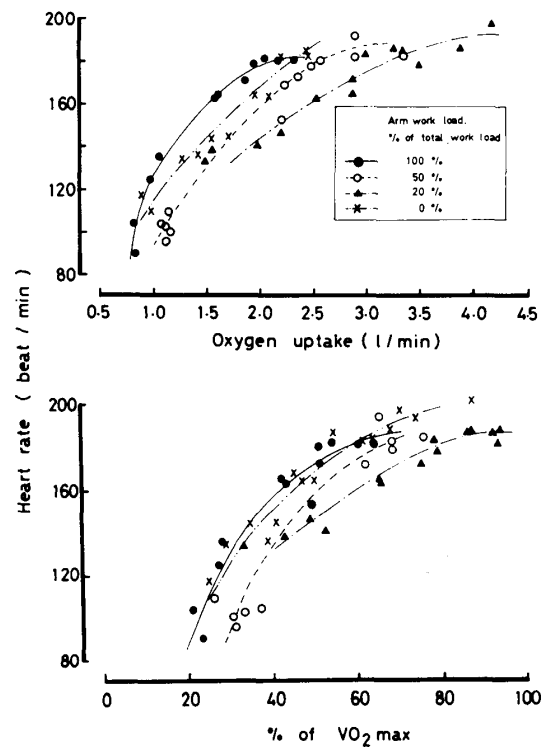 200
160
120
80
0.5 1.0 1.5 2.0 2.5 3.0 3.5 4.0 4.5
Oxygen uptake (l/min)
Arm work load.
% of total work load
100 %
50 %
20 %
0 %
Heart rate (beat / min)
200
160
120
80
0 20 40 60 80 100
% of VO2 max